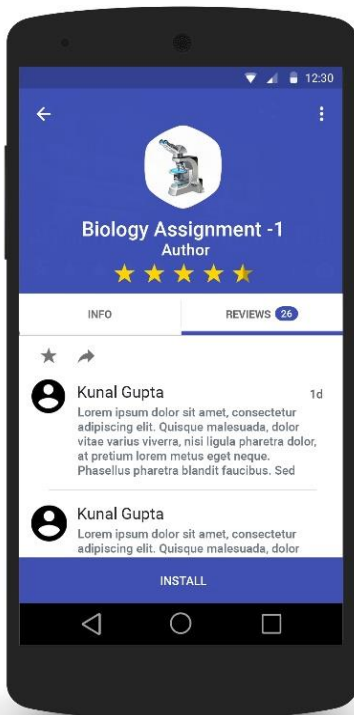 12:30
Biology Assignment -1
Author
INFO
REVIEWS 26
Kunal Gupta 1d
Lorem ipsum dolor sit amet, consectetur
adipiscing elit. Quisque malesuada, dolor
vitae varius viverra, nisi ligula pharetra dolor,
at pretium lorem metus eget neque.
Phasellus pharetra blandit faucibus. Sed
Kunal Gupta
Lorem ipsum dolor sit amet, consectetur
adipiscing elit. Quisque malesuada, dolor
INSTALL